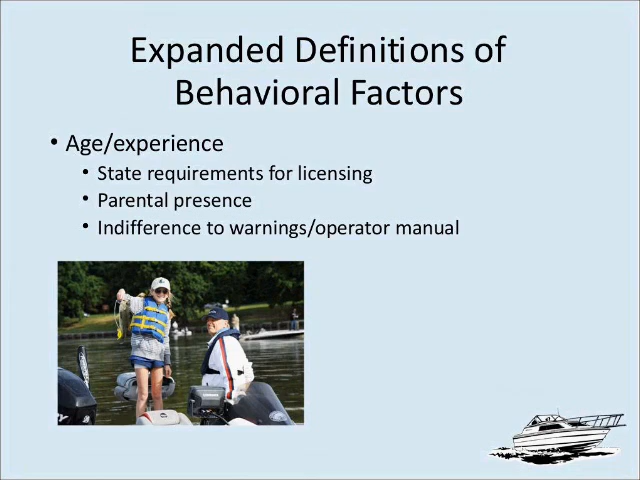 Expanded Definitions of
Behavioral Factors
• Age/experience
• State requirements for licensing
• Parental presence
• Indifference to warnings/operator manual